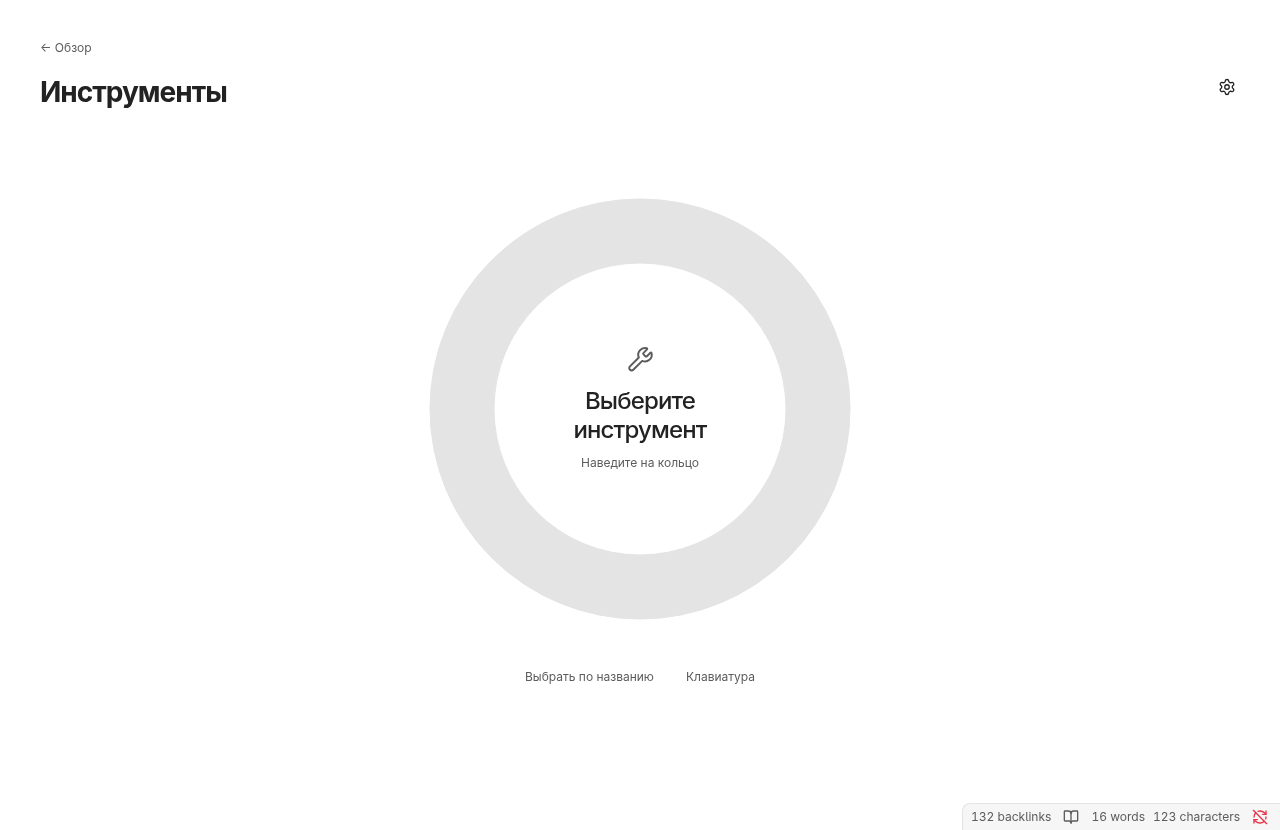 ← Обзор
Инструменты
Выберите
инструмент
Наведите на кольцо
Выбрать по названию Клавиатура
132 backlinks 16 words 123 characters